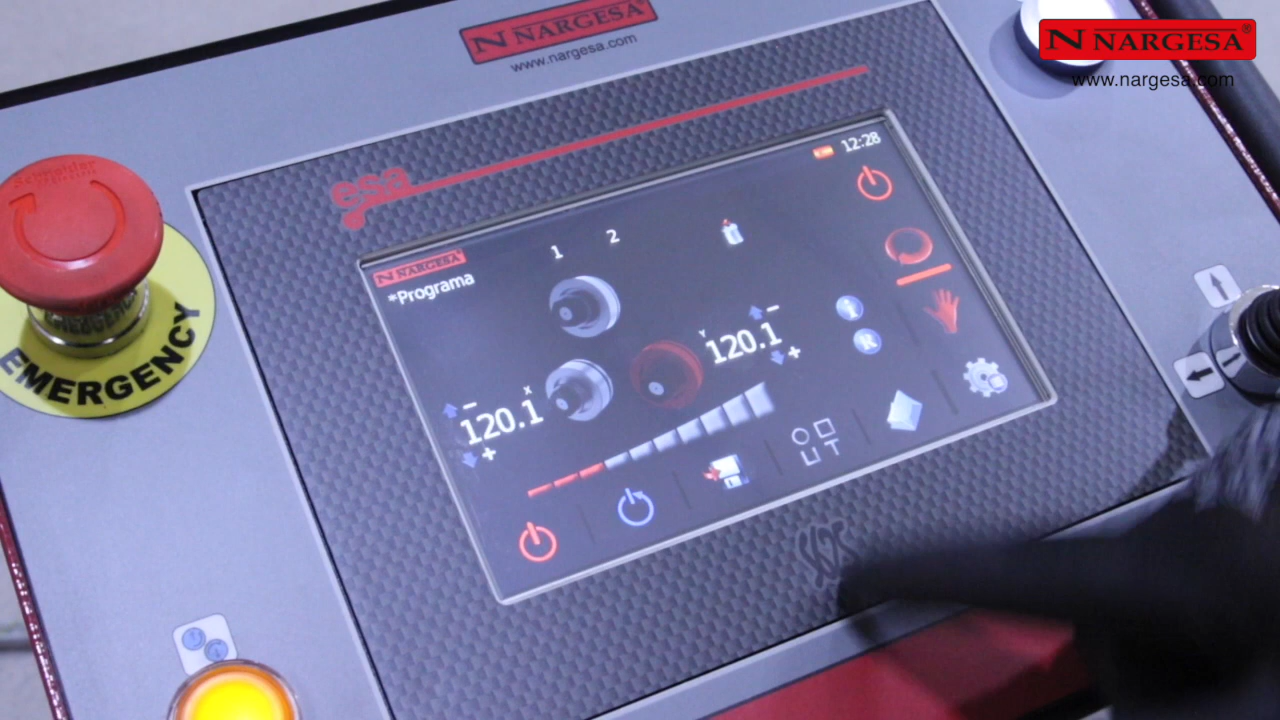 N NARGESA
www.nargesa.com
N NARGESA®
www.nargesa.com
Schneider
EMERGENCY
esa
12:28
N NARGESA
*Programa
1
2
Y
120.1
−
+
i
R
X
120.1
−
+